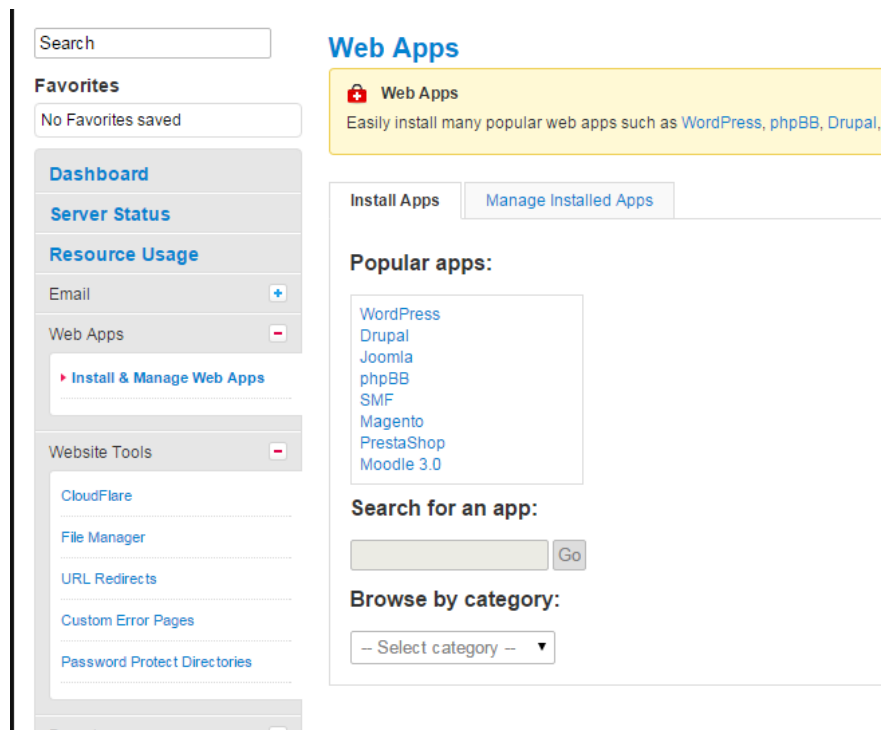 Search
Favorites
No Favorites saved
Dashboard
Server Status
Resource Usage
Email
Web Apps
Install & Manage Web Apps
Website Tools
CloudFlare
File Manager
URL Redirects
Custom Error Pages
Password Protect Directories
Web Apps
Web Apps
Easily install many popular web apps such as WordPress, phpBB, Drupal,
Install Apps
Manage Installed Apps
Popular apps:
WordPress
Drupal
Joomla
phpBB
SMF
Magento
PrestaShop
Moodle 3.0
Search for an app:
Go
Browse by category:
-- Select category --